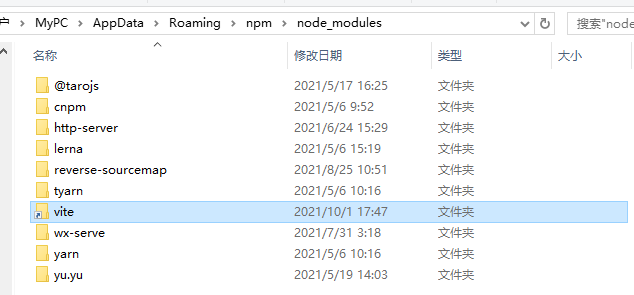 户 > MyPC > AppData > Roaming > npm > node_modules 搜索"node
名称 修改日期 类型 大小
@tarojs 2021/5/17 16:25 文件夹
cnpm 2021/5/6 9:52 文件夹
http-server 2021/6/24 15:29 文件夹
lerna 2021/5/6 15:19 文件夹
reverse-sourcemap 2021/8/25 10:51 文件夹
tyarn 2021/5/6 10:16 文件夹
vite 2021/10/1 17:47 文件夹
wx-serve 2021/7/31 3:18 文件夹
yarn 2021/5/6 10:16 文件夹
yu.yu 2021/5/19 14:03 文件夹